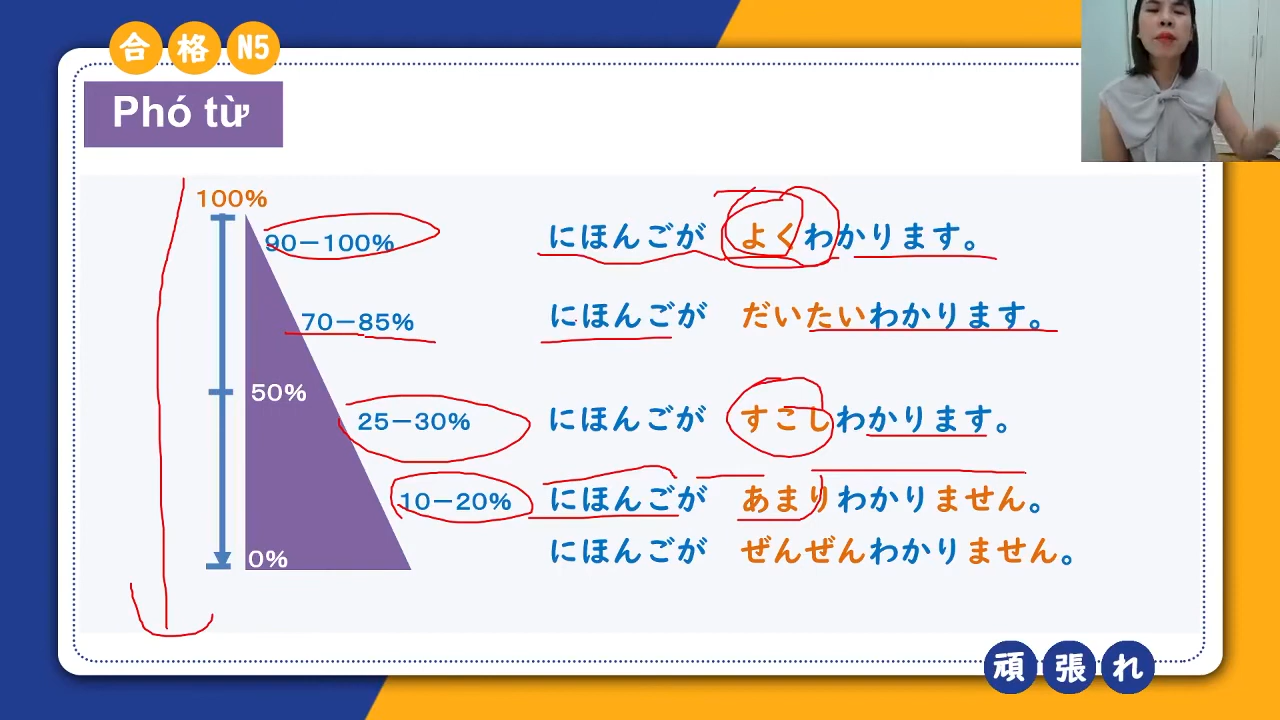 合格N5
Phó từ
100%
90－100% にほんごが よくわかります。
70－85% にほんごが だいたいわかります。
50%
25－30% にほんごが すこしわかります。
10－20% にほんごが あまりわかりません。
0% にほんごが ぜんぜんわかりません。
頑張れ